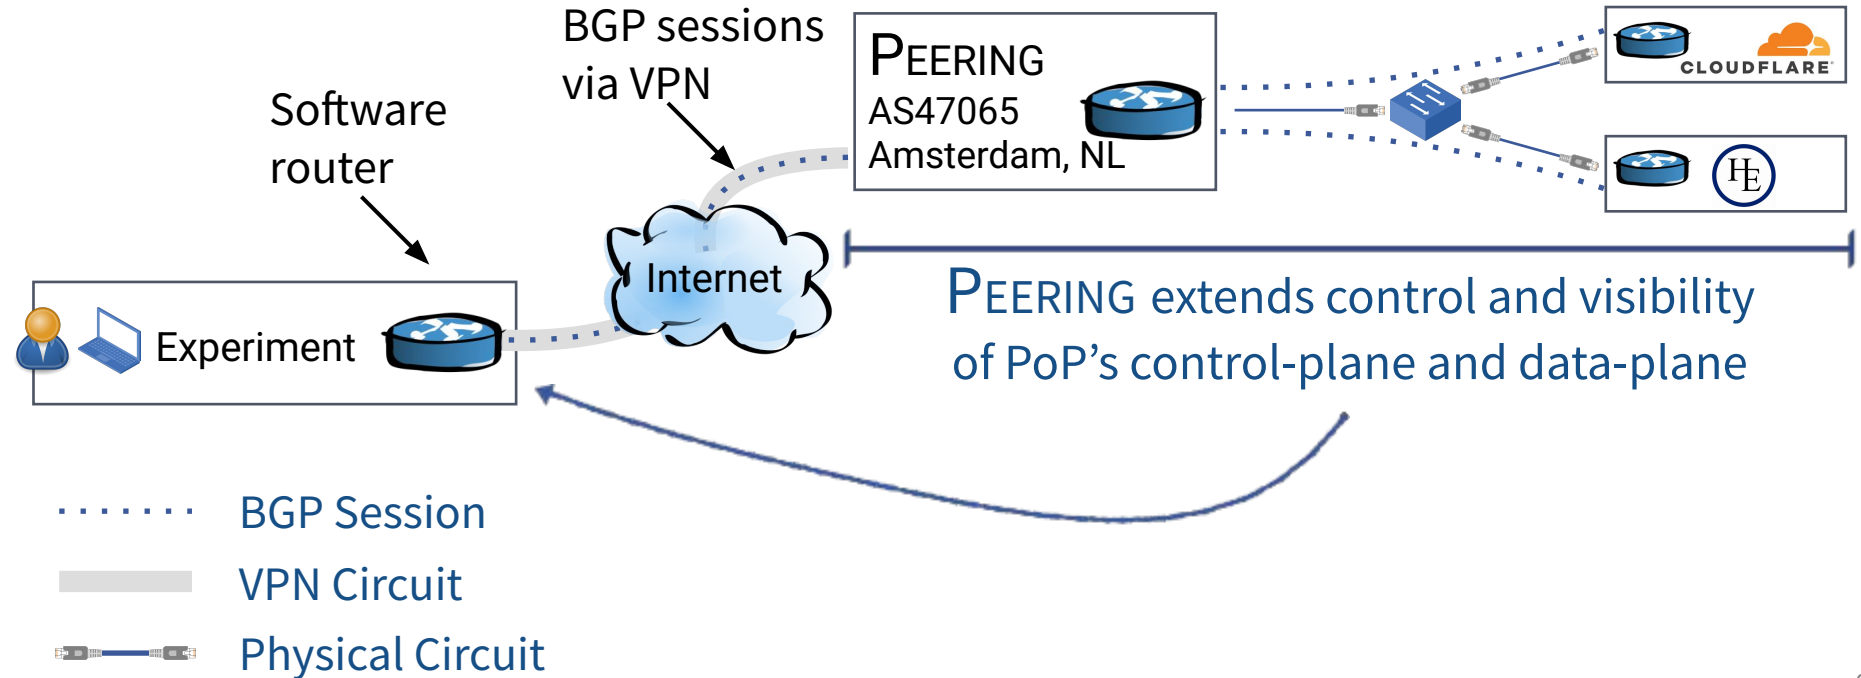 BGP sessions
via VPN
Software
router
PEERING
AS47065
Amsterdam, NL
CLOUDFLARE
HE
Internet
Experiment
PEERING extends control and visibility
of PoP’s control-plane and data-plane
BGP Session
VPN Circuit
Physical Circuit